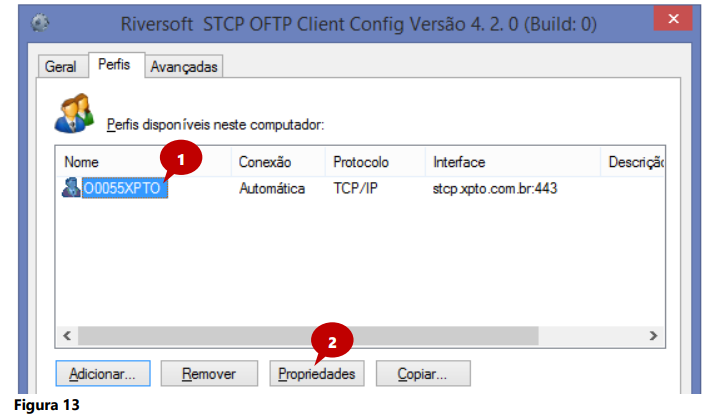 Riversoft STCP OFTP Client Config Versão 4. 2. 0 (Build: 0)
Geral Perfis Avançadas
Perfis disponíveis neste computador:
1
Nome Conexão Protocolo Interface Descrição
O0055XPTO Automática TCP/IP stcp.xpto.com.br:443
2
Adicionar... Remover Propriedades Copiar...
Figura 13